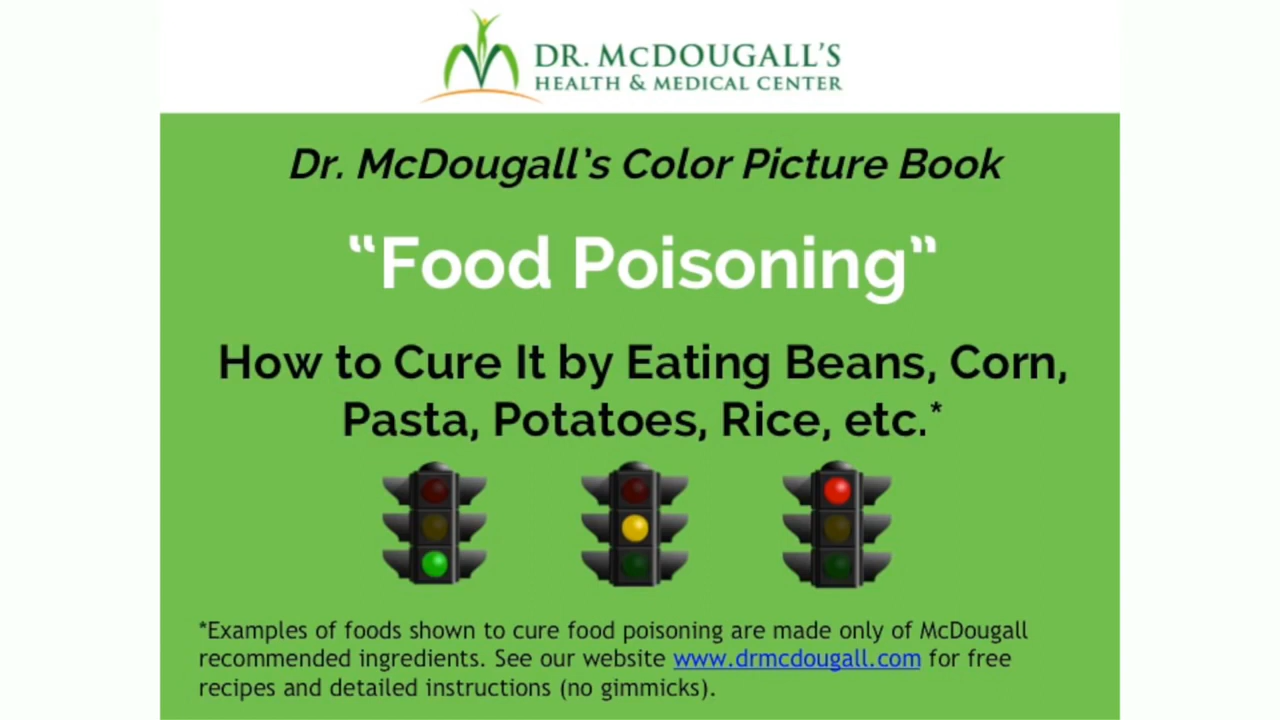 DR. McDOUGALL'S
HEALTH & MEDICAL CENTER
Dr. McDougall's Color Picture Book
“Food Poisoning”
How to Cure It by Eating Beans, Corn,
Pasta, Potatoes, Rice, etc.*
*Examples of foods shown to cure food poisoning are made only of McDougall
recommended ingredients. See our website www.drmcdougall.com for free
recipes and detailed instructions (no gimmicks).